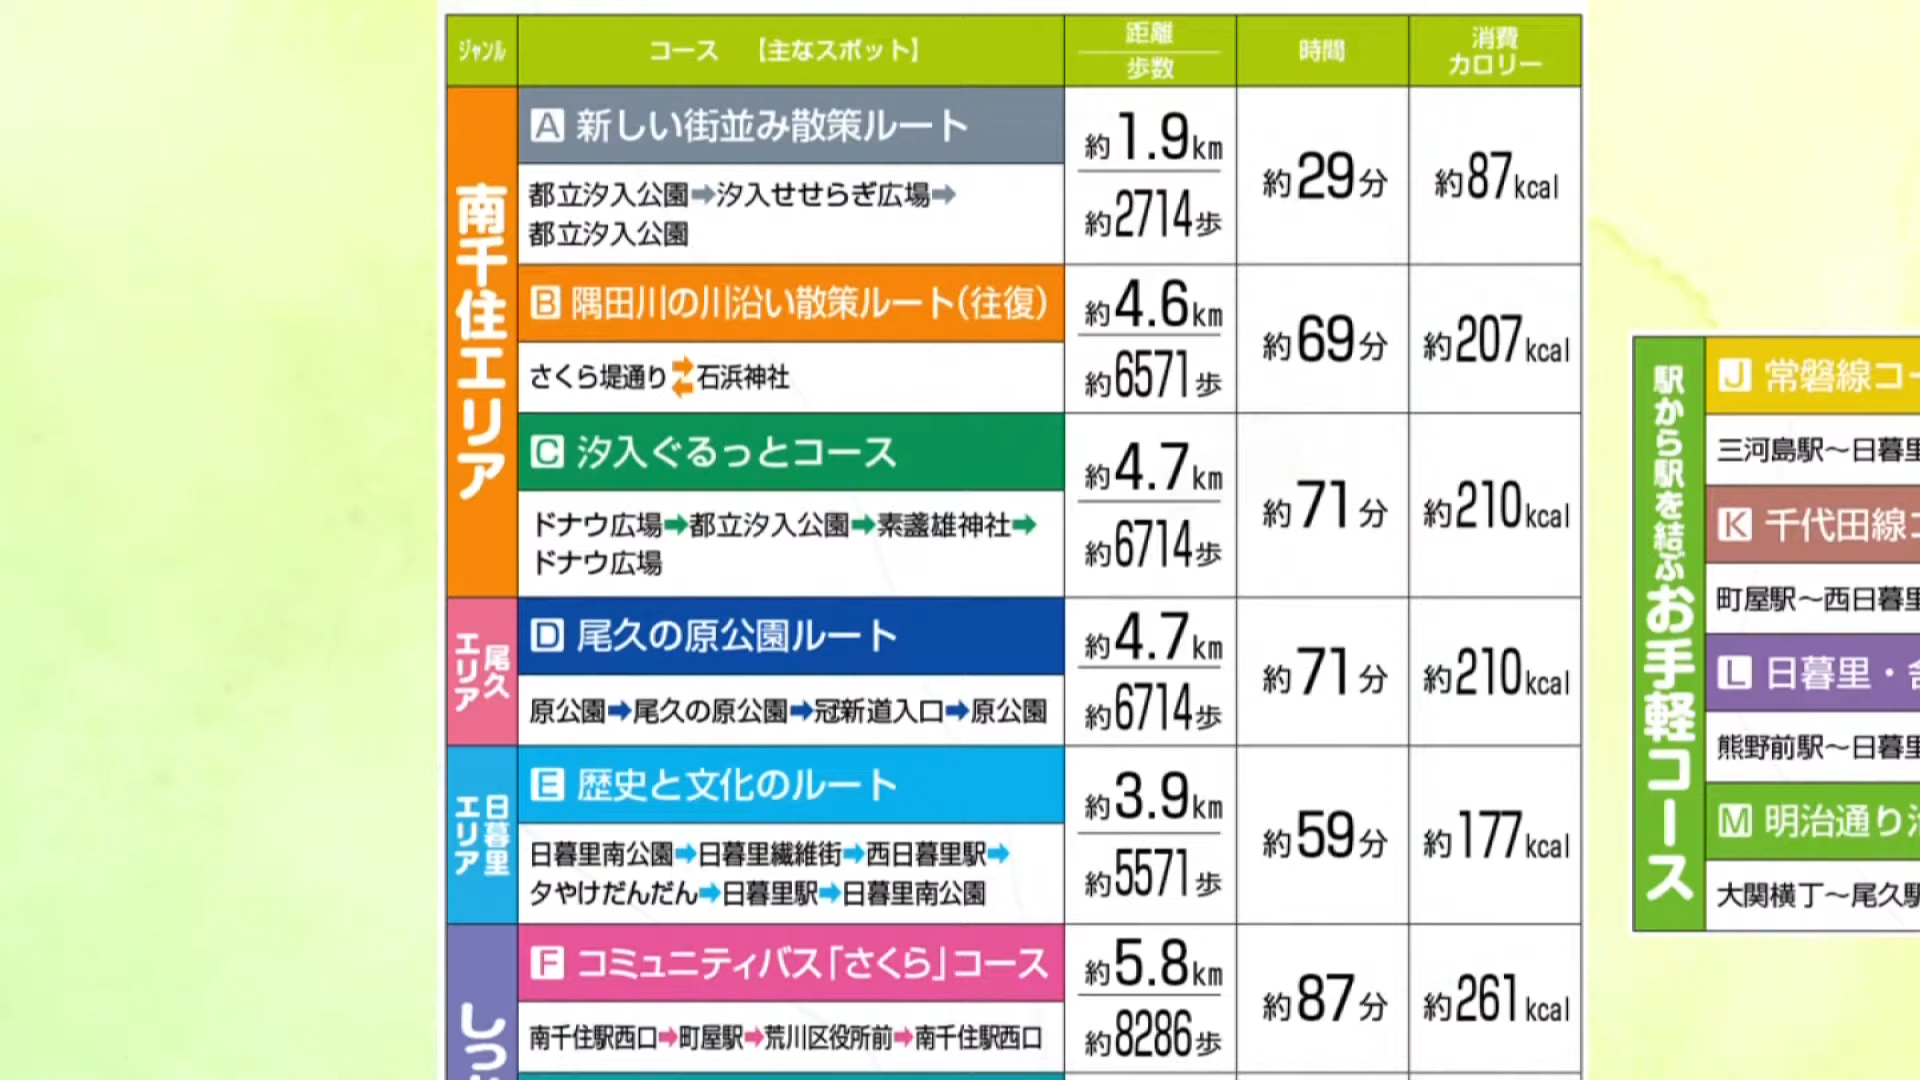 ジャンル
コース 【主なスポット】
距離
歩数
時間
消費
カロリー
南千住エリア
A 新しい街並み散策ルート
都立汐入公園➡汐入せせらぎ広場➡
都立汐入公園
約1.9km
約2714歩
約29分
約87kcal
B 隅田川の川沿い散策ルート(往復)
さくら堤通り⇄石浜神社
約4.6km
約6571歩
約69分
約207kcal
C 汐入ぐるっとコース
ドナウ広場➡都立汐入公園➡素盞雄神社➡
ドナウ広場
約4.7km
約6714歩
約71分
約210kcal
尾久
エリア
D 尾久の原公園ルート
原公園➡尾久の原公園➡冠新道入口➡原公園
約4.7km
約6714歩
約71分
約210kcal
日暮里
エリア
E 歴史と文化のルート
日暮里南公園➡日暮里繊維街➡西日暮里駅➡
夕やけだんだん➡日暮里駅➡日暮里南公園
約3.9km
約5571歩
約59分
約177kcal
しっ
F コミュニティバス「さくら」コース
南千住駅西口➡町屋駅➡荒川区役所前➡南千住駅西口
約5.8km
約8286歩
約87分
約261kcal
駅から駅を結ぶお手軽コース
J 常磐線コー
三河島駅～日暮里
K 千代田線コ
町屋駅～西日暮里
L 日暮里・舎
熊野前駅～日暮里
M 明治通り沿
大関横丁～尾久駅